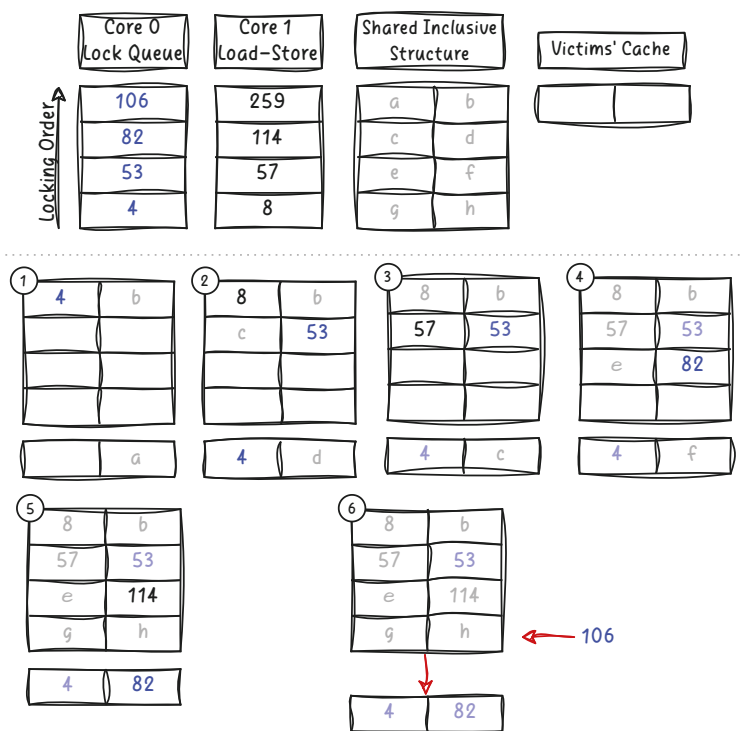 Core 0
Lock Queue
Core 1
Load-Store
Shared Inclusive
Structure
Victims' Cache
Locking Order
106
82
53
4
259
114
57
8
a b
c d
e f
g h
1
4 b
a
2
8 b
c 53
4 d
3
8 b
57 53
4 c
4
8 b
57 53
e 82
4 f
5
8 b
57 53
e 114
g h
4 82
6
8 b
57 53
e 114
g h
106
4 82